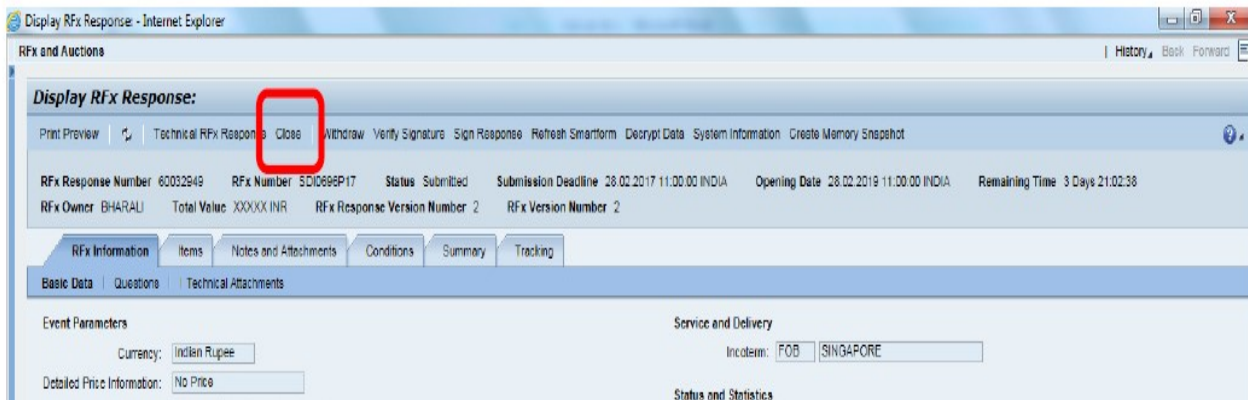 Display RFx Response: - Internet Explorer
RFx and Auctions
History Back Forward
Display RFx Response:
Print Preview Technical RFx Response Close Withdraw Verify Signature Sign Response Refresh Smartform Decrypt Data System Information Create Memory Snapshot
RFx Response Number 60032949 RFx Number SDI0696P17 Status Submitted Submission Deadline 28.02.2017 11:00:00 INDIA Opening Date 28.02.2019 11:00:00 INDIA Remaining Time 3 Days 21:02:38
RFx Owner BHARALI Total Value XXXXX INR RFx Response Version Number 2 RFx Version Number 2
RFx Information Items Notes and Attachments Conditions Summary Tracking
Basic Data Questions Technical Attachments
Event Parameters Service and Delivery
Currency: Indian Rupee Incoterm: FOB SINGAPORE
Detailed Price Information: No Price
Status and Statistics